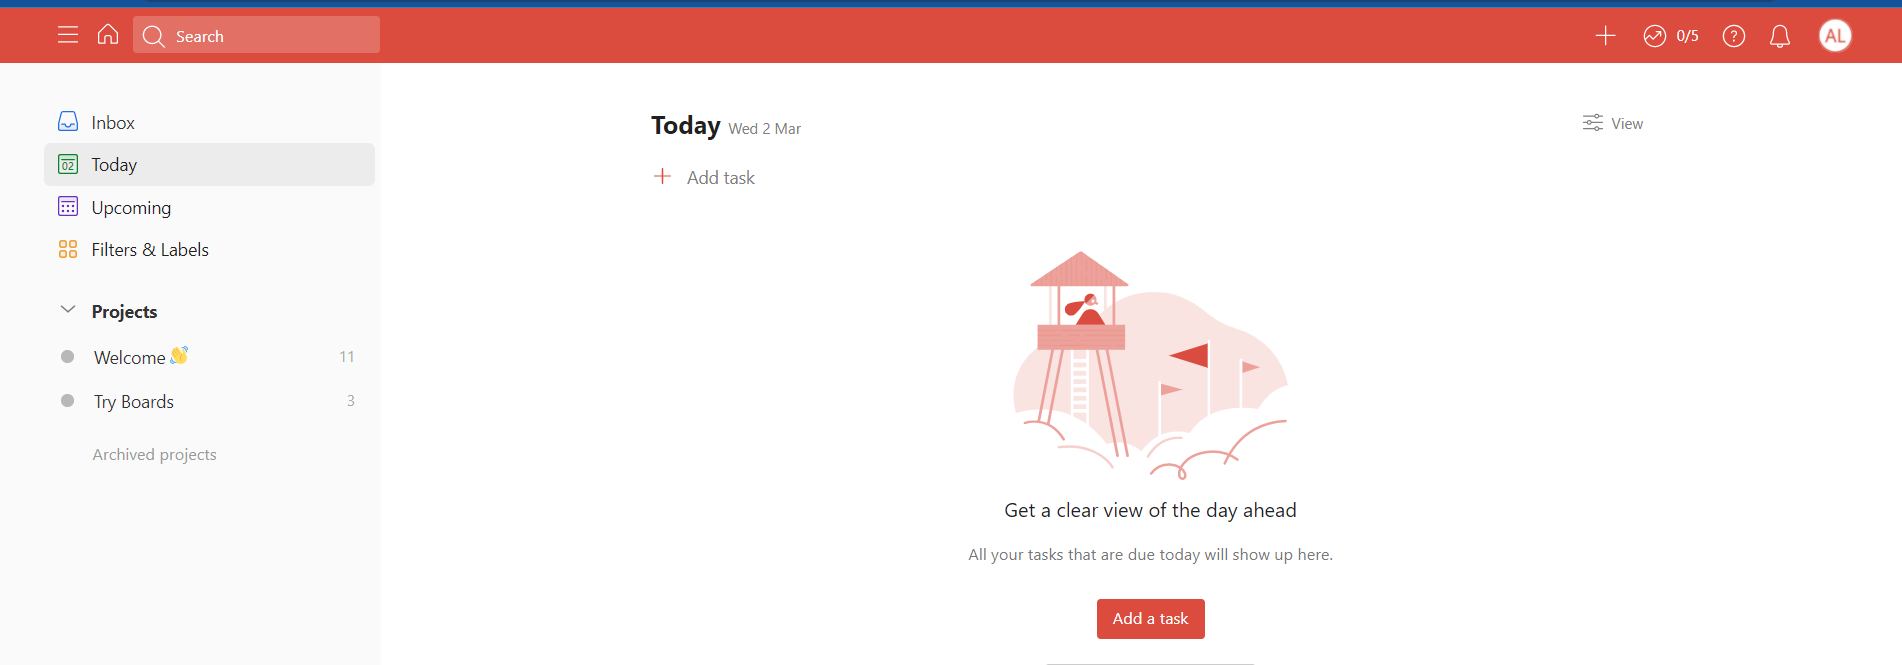 Search
0/5
?
AL
Inbox
02 Today
Upcoming
Filters & Labels
Projects
Welcome 👋 11
Try Boards 3
Archived projects
Today Wed 2 Mar
View
+ Add task
Get a clear view of the day ahead
All your tasks that are due today will show up here.
Add a task